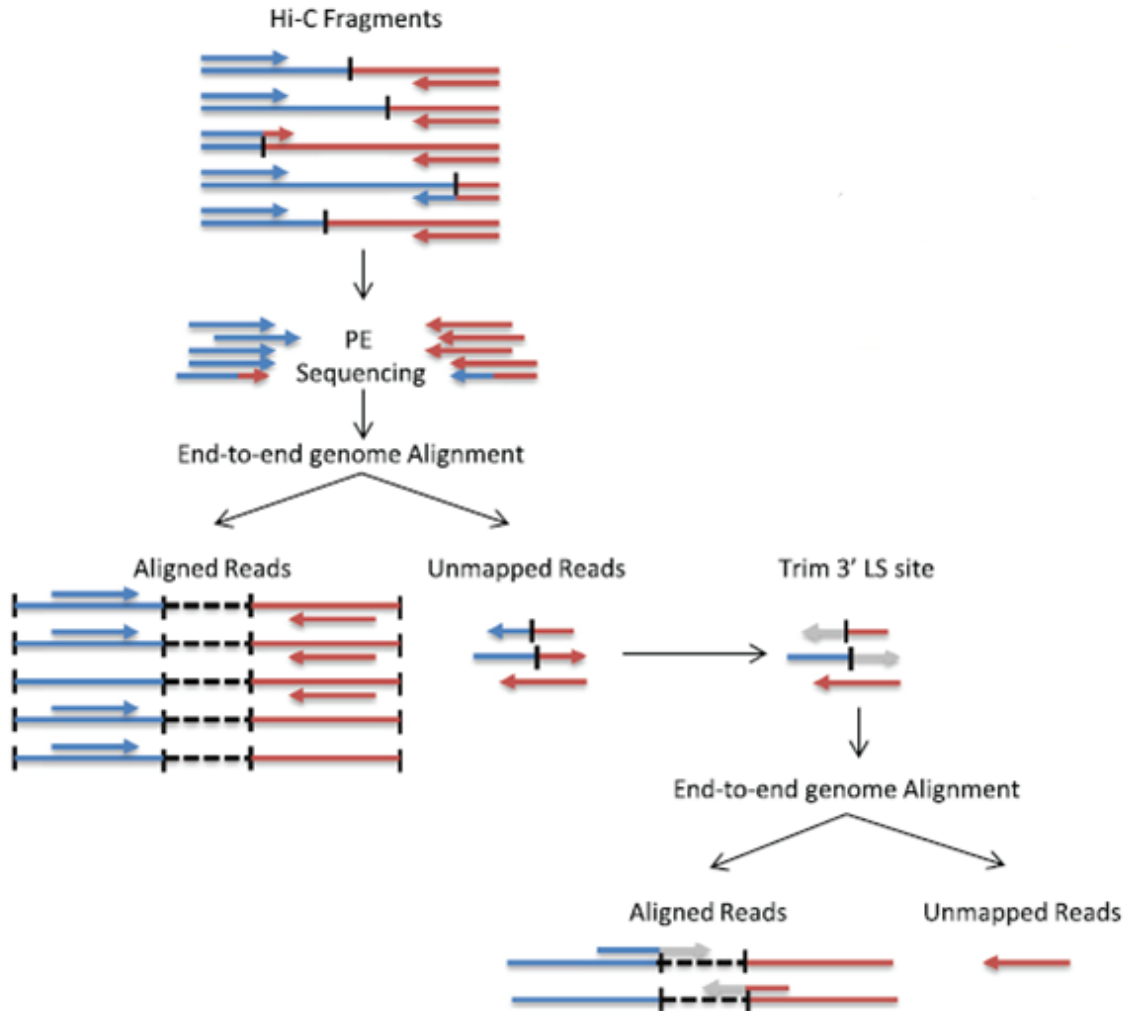 Hi-C Fragments
PE
Sequencing
End-to-end genome Alignment
Aligned Reads
Unmapped Reads
Trim 3' LS site
End-to-end genome Alignment
Aligned Reads
Unmapped Reads